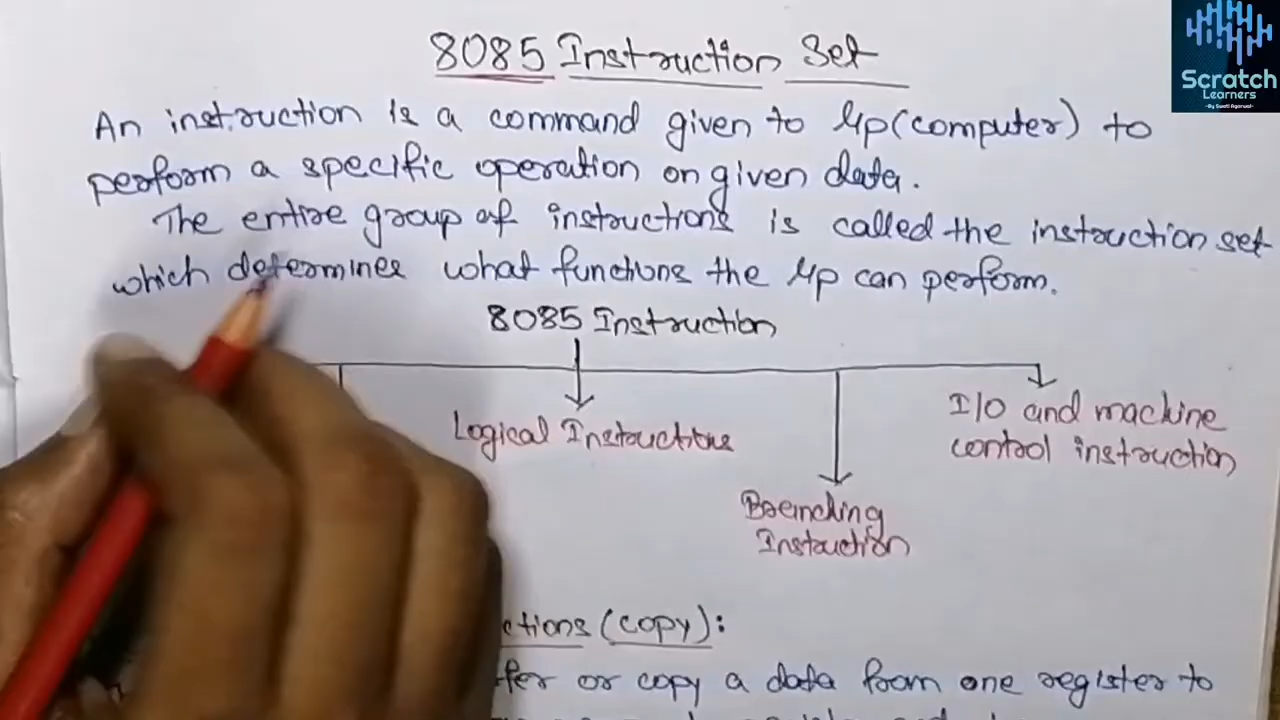 8085 Instruction Set
Scratch
Learners
-By Swati Agarwal-
An instruction is a command given to μp(computer) to
perform a specific operation on given data.
The entire group of instructions is called the instruction set
which determines what functions the μp can perform.
8085 Instruction
I/O and machine
control instruction
Logical Instructions
Branching
Instruction
ctions (copy):
fer or copy a data from one register to